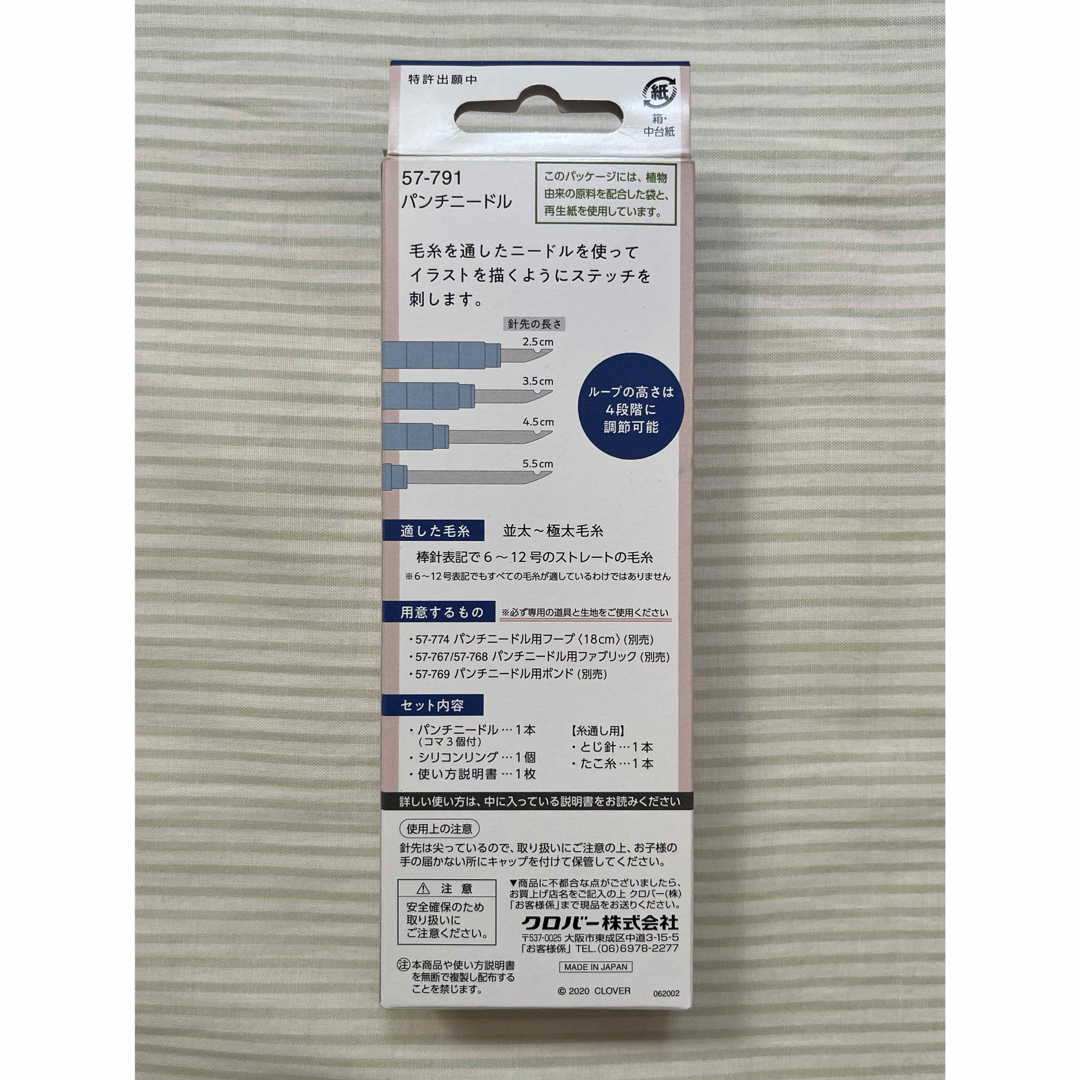 特許出願中
紙
箱・
中台紙
57-791
パンチニードル
このパッケージには、植物
由来の原料を配合した袋と、
再生紙を使用しています。
毛糸を通したニードルを使って
イラストを描くようにステッチを
刺します。
針先の長さ
2.5cm
3.5cm
4.5cm
5.5cm
ループの高さは
4段階に
調節可能
適した毛糸 並太～極太毛糸
棒針表記で6～12号のストレートの毛糸
※6～12号表記でもすべての毛糸が適しているわけではありません
用意するもの ※必ず専用の道具と生地をご使用ください
・57-774 パンチニードル用フープ〈18cm〉(別売)
・57-767/57-768 パンチニードル用ファブリック(別売)
・57-769 パンチニードル用ボンド(別売)
セット内容
・パンチニードル…1本
(コマ3個付)
・シリコンリング…1個
・使い方説明書…1枚
【糸通し用】
・とじ針…1本
・たこ糸…1本
詳しい使い方は、中に入っている説明書をお読みください
使用上の注意
針先は尖っているので、取り扱いにご注意の上、お子様の
手の届かない所にキャップを付けて保管してください。
⚠ 注 意
安全確保のため
取り扱いに
ご注意ください。
▼商品に不都合な点がございましたら、
お買上げ店名をご記入の上 クロバー(株)
「お客様係」まで現品をお送りください。
クロバー株式会社
〒537-0025 大阪市東成区中道3-15-5
「お客様係」TEL.(06)6978-2277
注 本商品や使い方説明書
を無断で複製し配布する
ことを禁じます。
MADE IN JAPAN
© 2020 CLOVER
062002